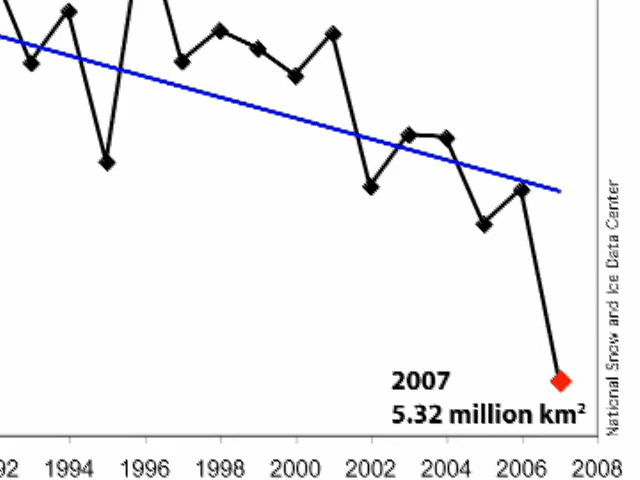 National Snow and Ice Data Center
2007
5.32 million km²
92 1994 1996 1998 2000 2002 2004 2006 2008